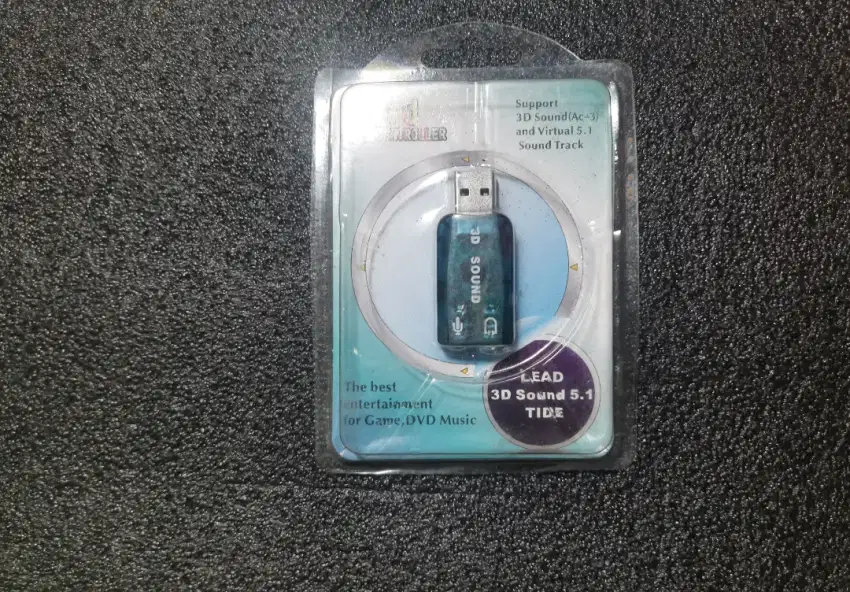 Support
3D Sound(Ac-3)
and Virtual 5.1
Sound Track
3D SOUND
The best
entertainment
for Game,DVD Music
LEAD
3D Sound 5.1
TIDE